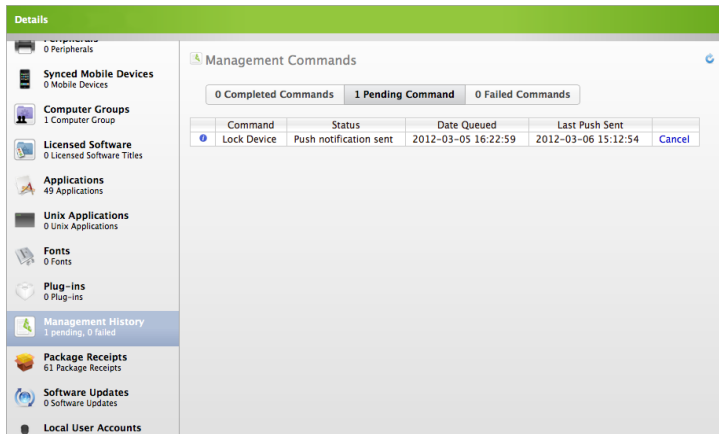 Details
Peripherals
0 Peripherals
Synced Mobile Devices
0 Mobile Devices
Computer Groups
1 Computer Group
Licensed Software
0 Licensed Software Titles
Applications
49 Applications
Unix Applications
0 Unix Applications
Fonts
0 Fonts
Plug-ins
0 Plug-ins
Management History
1 pending, 0 failed
Package Receipts
61 Package Receipts
Software Updates
0 Software Updates
Local User Accounts
Management Commands
0 Completed Commands 1 Pending Command 0 Failed Commands
Command Status Date Queued Last Push Sent
Lock Device Push notification sent 2012-03-05 16:22:59 2012-03-06 15:12:54 Cancel